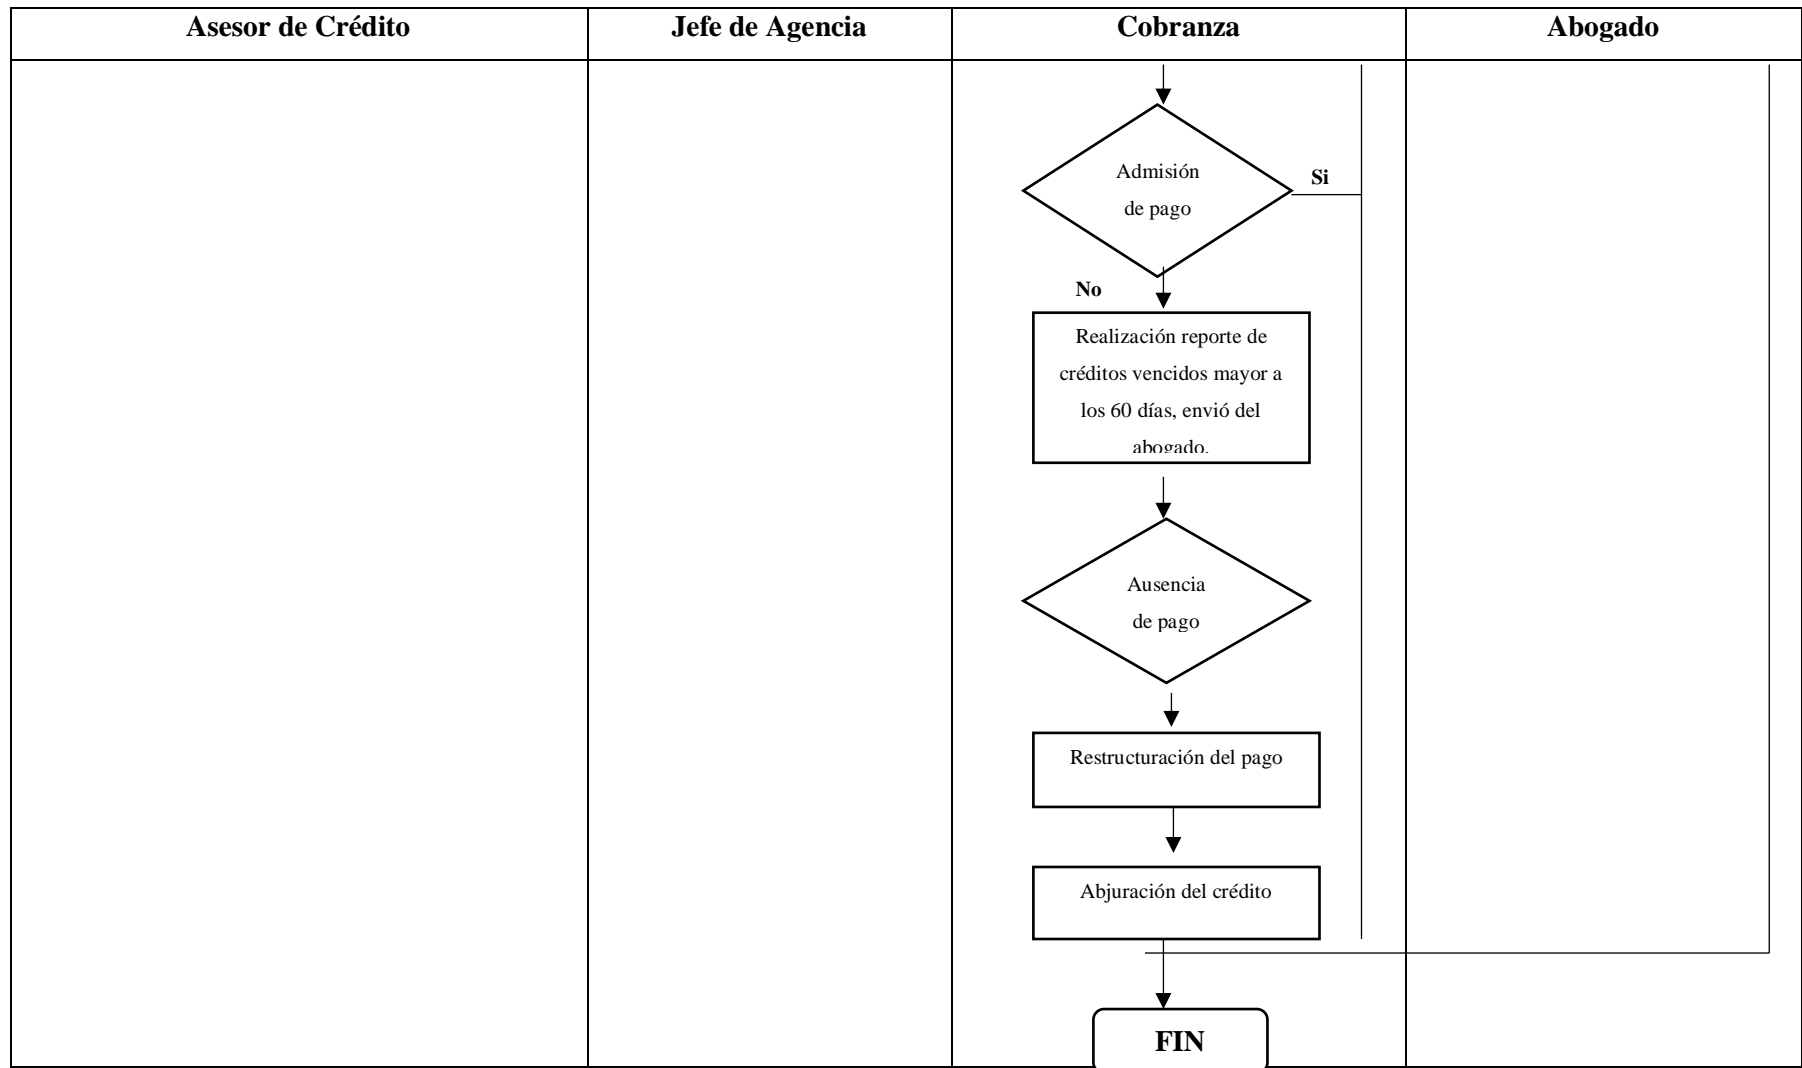 Asesor de Crédito
Jefe de Agencia
Cobranza
Abogado
Admisión
de pago
Si
No
Realización reporte de
créditos vencidos mayor a
los 60 días, envió del
abogado.
Ausencia
de pago
Restructuración del pago
Abjuración del crédito
FIN